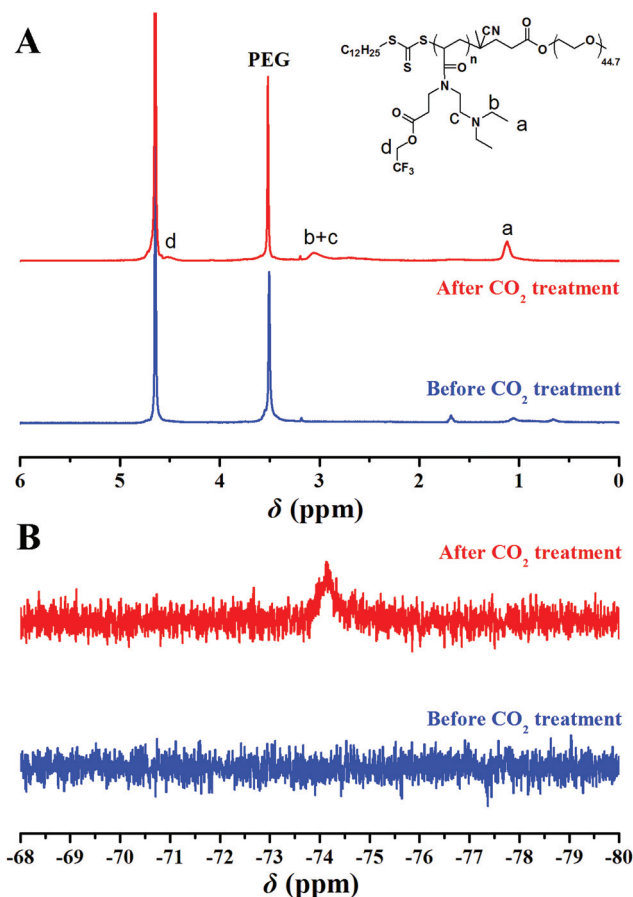 A
PEG
C₁₂H₂₅
S
S
S
n
CN
O
O
O
44.7
O
N
O
c
N
b
a
d
O
CF₃
d
b+c
a
After CO₂ treatment
Before CO₂ treatment
6 5 4 3 2 1 0
δ (ppm)
B
After CO₂ treatment
Before CO₂ treatment
-68 -69 -70 -71 -72 -73 -74 -75 -76 -77 -78 -79 -80
δ (ppm)